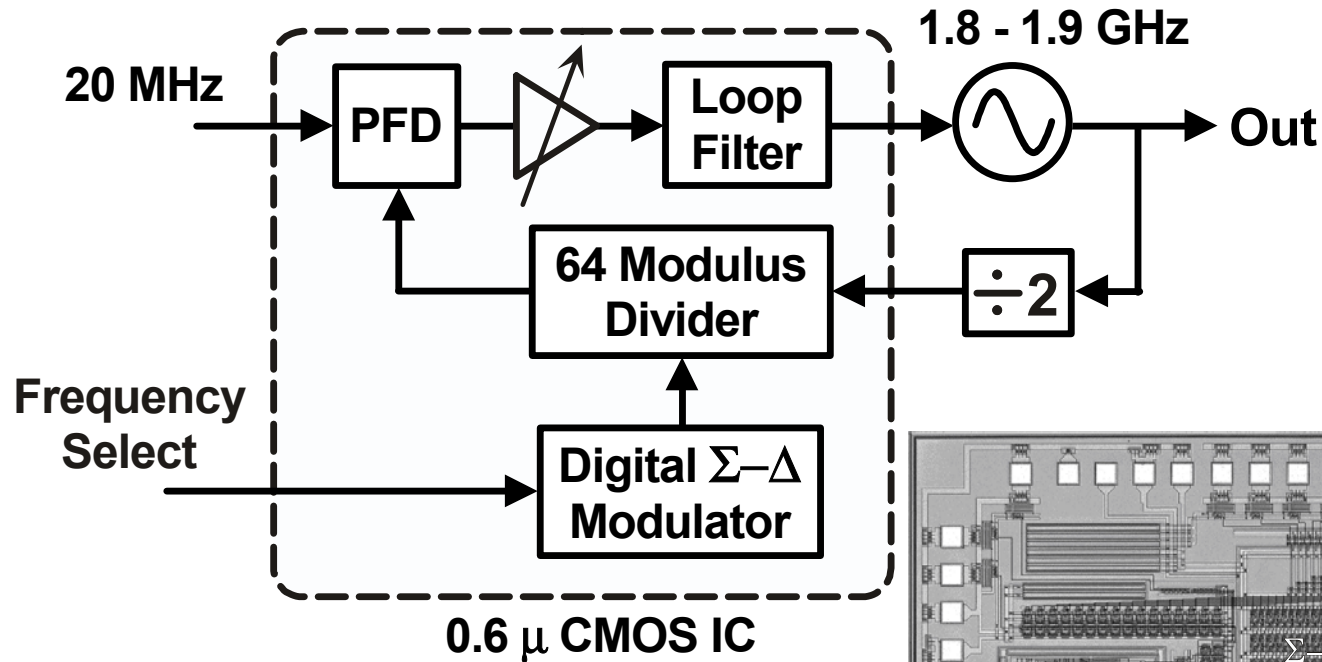 1.8 - 1.9 GHz
20 MHz
PFD
Loop
Filter
Out
64 Modulus
Divider
÷2
Frequency
Select
Digital Σ–Δ
Modulator
0.6 μ CMOS IC
Σ–